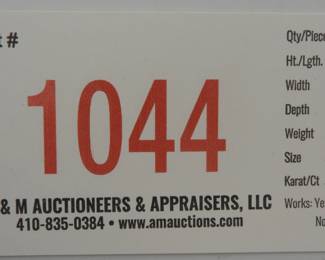 t #
1044
& M AUCTIONEERS & APPRAISERS, LLC
410-835-0384 • www.amauctions.com
Qty/Piece
Ht./Lgth.
Width
Depth
Weight
Size
Karat/Ct
Works: Ye
No